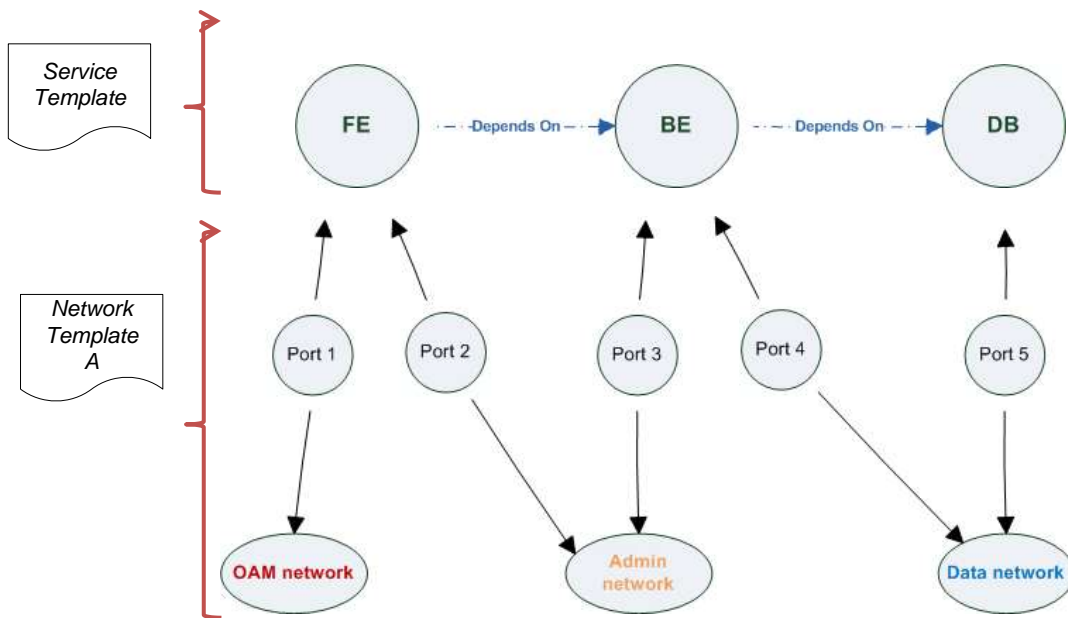 Service
Template
FE
Depends On
BE
Depends On
DB
Network
Template
A
Port 1
Port 2
Port 3
Port 4
Port 5
OAM network
Admin
network
Data network